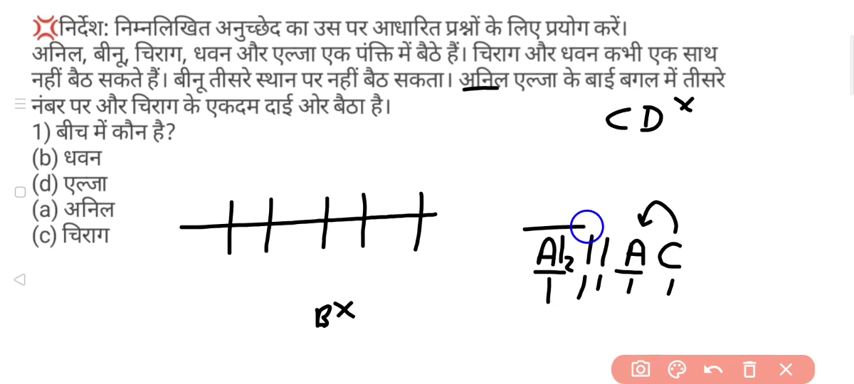 निर्देश: निम्नलिखित अनुच्छेद का उस पर आधारित प्रश्नों के लिए प्रयोग करें।
अनिल, बीनू, चिराग, धवन और एल्जा एक पंक्ति में बैठे हैं। चिराग और धवन कभी एक साथ
नहीं बैठ सकते हैं। बीनू तीसरे स्थान पर नहीं बैठ सकता। अनिल एल्जा के बाई बगल में तीसरे
नंबर पर और चिराग के एकदम दाई ओर बैठा है।
1) बीच में कौन है?
(b) धवन
(d) एल्जा
(a) अनिल
(c) चिराग
C D x
A A C
B x